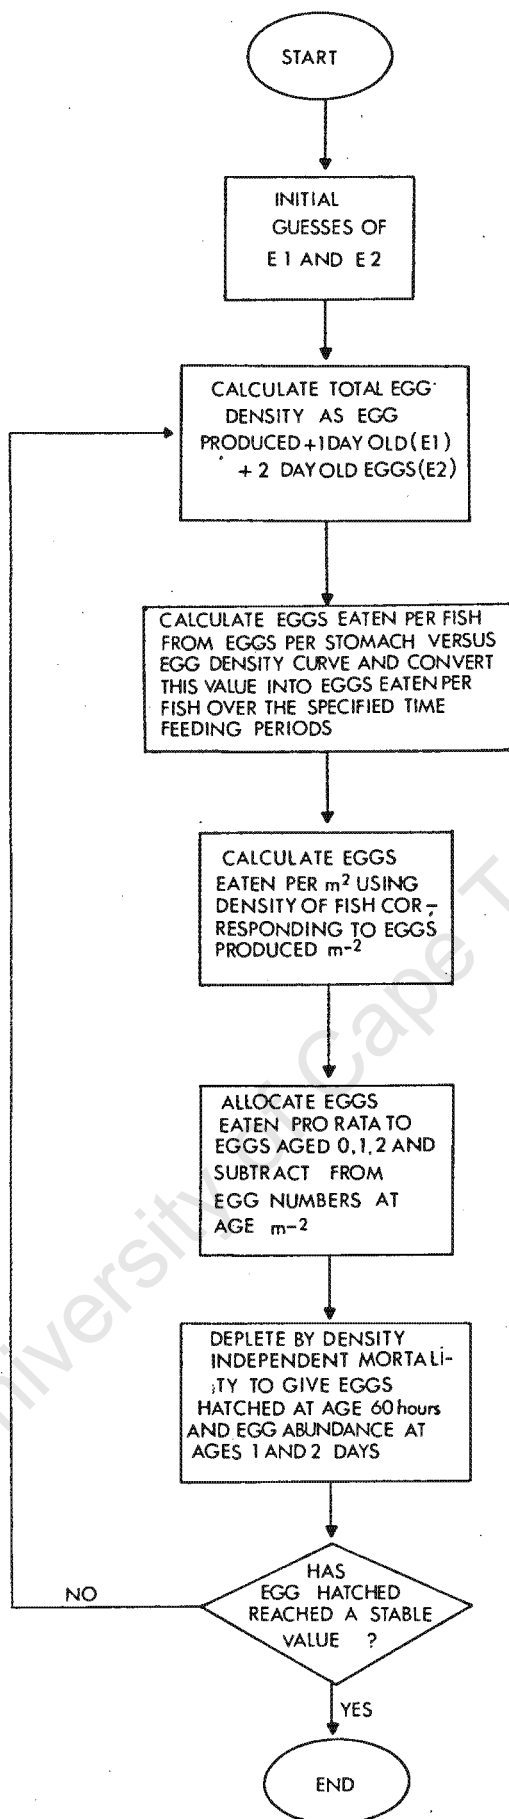 START
INITIAL
GUESSES OF
E1 AND E2
CALCULATE TOTAL EGG
DENSITY AS EGG
PRODUCED +1 DAY OLD (E1)
+ 2 DAY OLD EGGS (E2)
CALCULATE EGGS EATEN PER FISH
FROM EGGS PER STOMACH VERSUS
EGG DENSITY CURVE AND CONVERT
THIS VALUE INTO EGGS EATEN PER
FISH OVER THE SPECIFIED TIME
FEEDING PERIODS
CALCULATE EGGS
EATEN PER m² USING
DENSITY OF FISH COR-
RESPONDING TO EGGS
PRODUCED m-2
ALLOCATE EGGS
EATEN PRO RATA TO
EGGS AGED 0,1,2 AND
SUBTRACT FROM
EGG NUMBERS AT
AGE m-2
DEPLETE BY DENSITY
INDEPENDENT MORTALI-
TY TO GIVE EGGS
HATCHED AT AGE 60 hours
AND EGG ABUNDANCE AT
AGES 1 AND 2 DAYS
HAS
EGG HATCHED
REACHED A STABLE
VALUE ?
NO
YES
END
University of Cape T